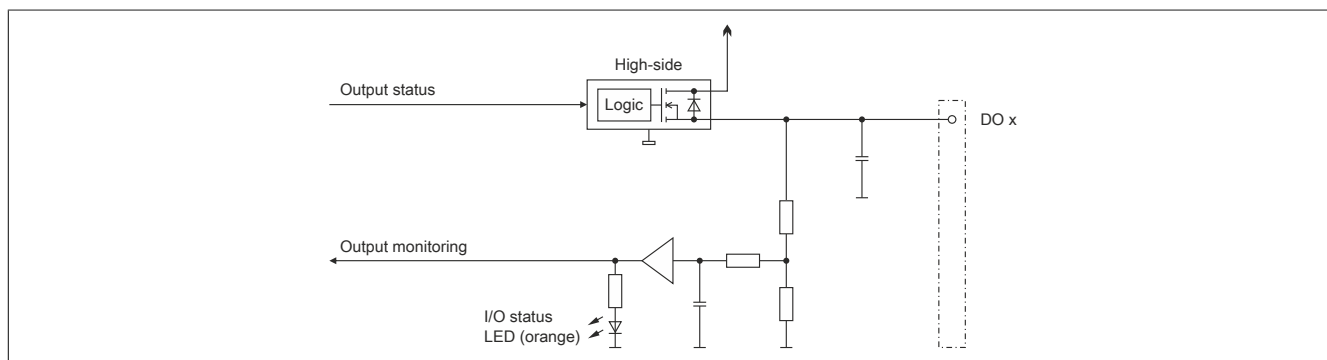 High-side
Output status
Logic
DO x
Output monitoring
I/O status
LED (orange)